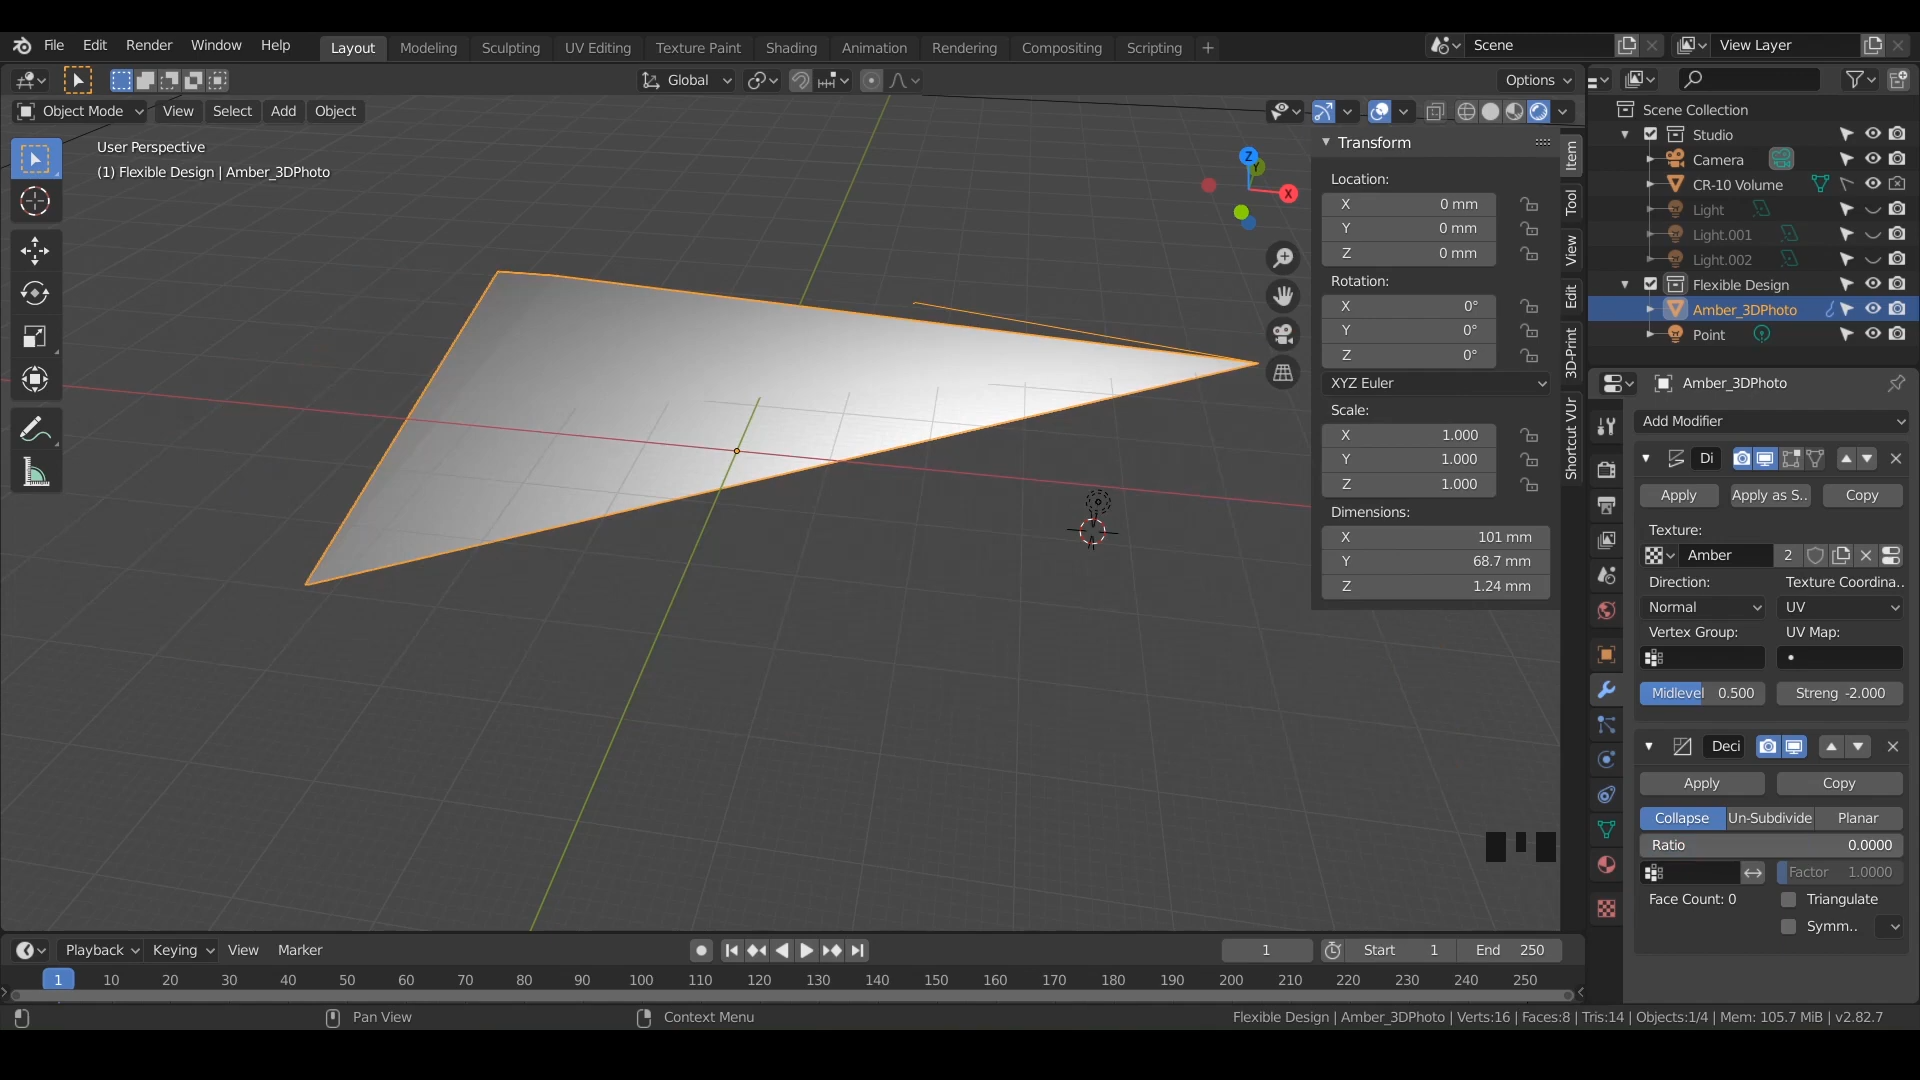 File Edit Render Window Help Layout Modeling Sculpting UV Editing Texture Paint Shading Animation Rendering Compositing Scripting + Scene View Layer
Global Options
Object Mode View Select Add Object
User Perspective
(1) Flexible Design | Amber_3DPhoto
Z Y X
Transform
Location:
X 0 mm
Y 0 mm
Z 0 mm
Rotation:
X 0°
Y 0°
Z 0°
XYZ Euler
Scale:
X 1.000
Y 1.000
Z 1.000
Dimensions:
X 101 mm
Y 68.7 mm
Z 1.24 mm
Item
Tool
View
Edit
3D-Print
Shortcut VUr
Scene Collection
Studio
Camera
CR-10 Volume
Light
Light.001
Light.002
Flexible Design
Amber_3DPhoto
Point
Amber_3DPhoto
Add Modifier
Di
Apply Apply as S.. Copy
Texture:
Amber 2
Direction: Texture Coordina..
Normal UV
Vertex Group: UV Map:
Midlevel 0.500 Streng -2.000
Deci
Apply Copy
Collapse Un-Subdivide Planar
Ratio 0.0000
Factor 1.0000
Face Count: 0 Triangulate
Symm..
Playback Keying View Marker 1 Start 1 End 250
1 10 20 30 40 50 60 70 80 90 100 110 120 130 140 150 160 170 180 190 200 210 220 230 240 250
Pan View Context Menu Flexible Design | Amber_3DPhoto | Verts:16 | Faces:8 | Tris:14 | Objects:1/4 | Mem: 105.7 MiB | v2.82.7